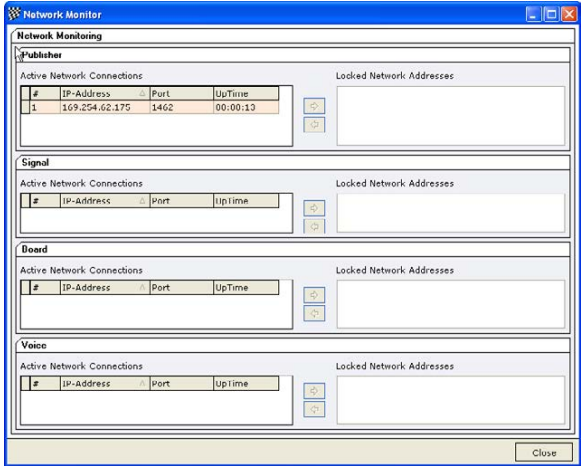 Network Monitor
Network Monitoring
Publisher
Active Network Connections Locked Network Addresses
# IP-Address Port UpTime
1 169.254.62.175 1462 00:00:13
Signal
Active Network Connections Locked Network Addresses
# IP-Address Port UpTime
Board
Active Network Connections Locked Network Addresses
# IP-Address Port UpTime
Voice
Active Network Connections Locked Network Addresses
# IP-Address Port UpTime
Close